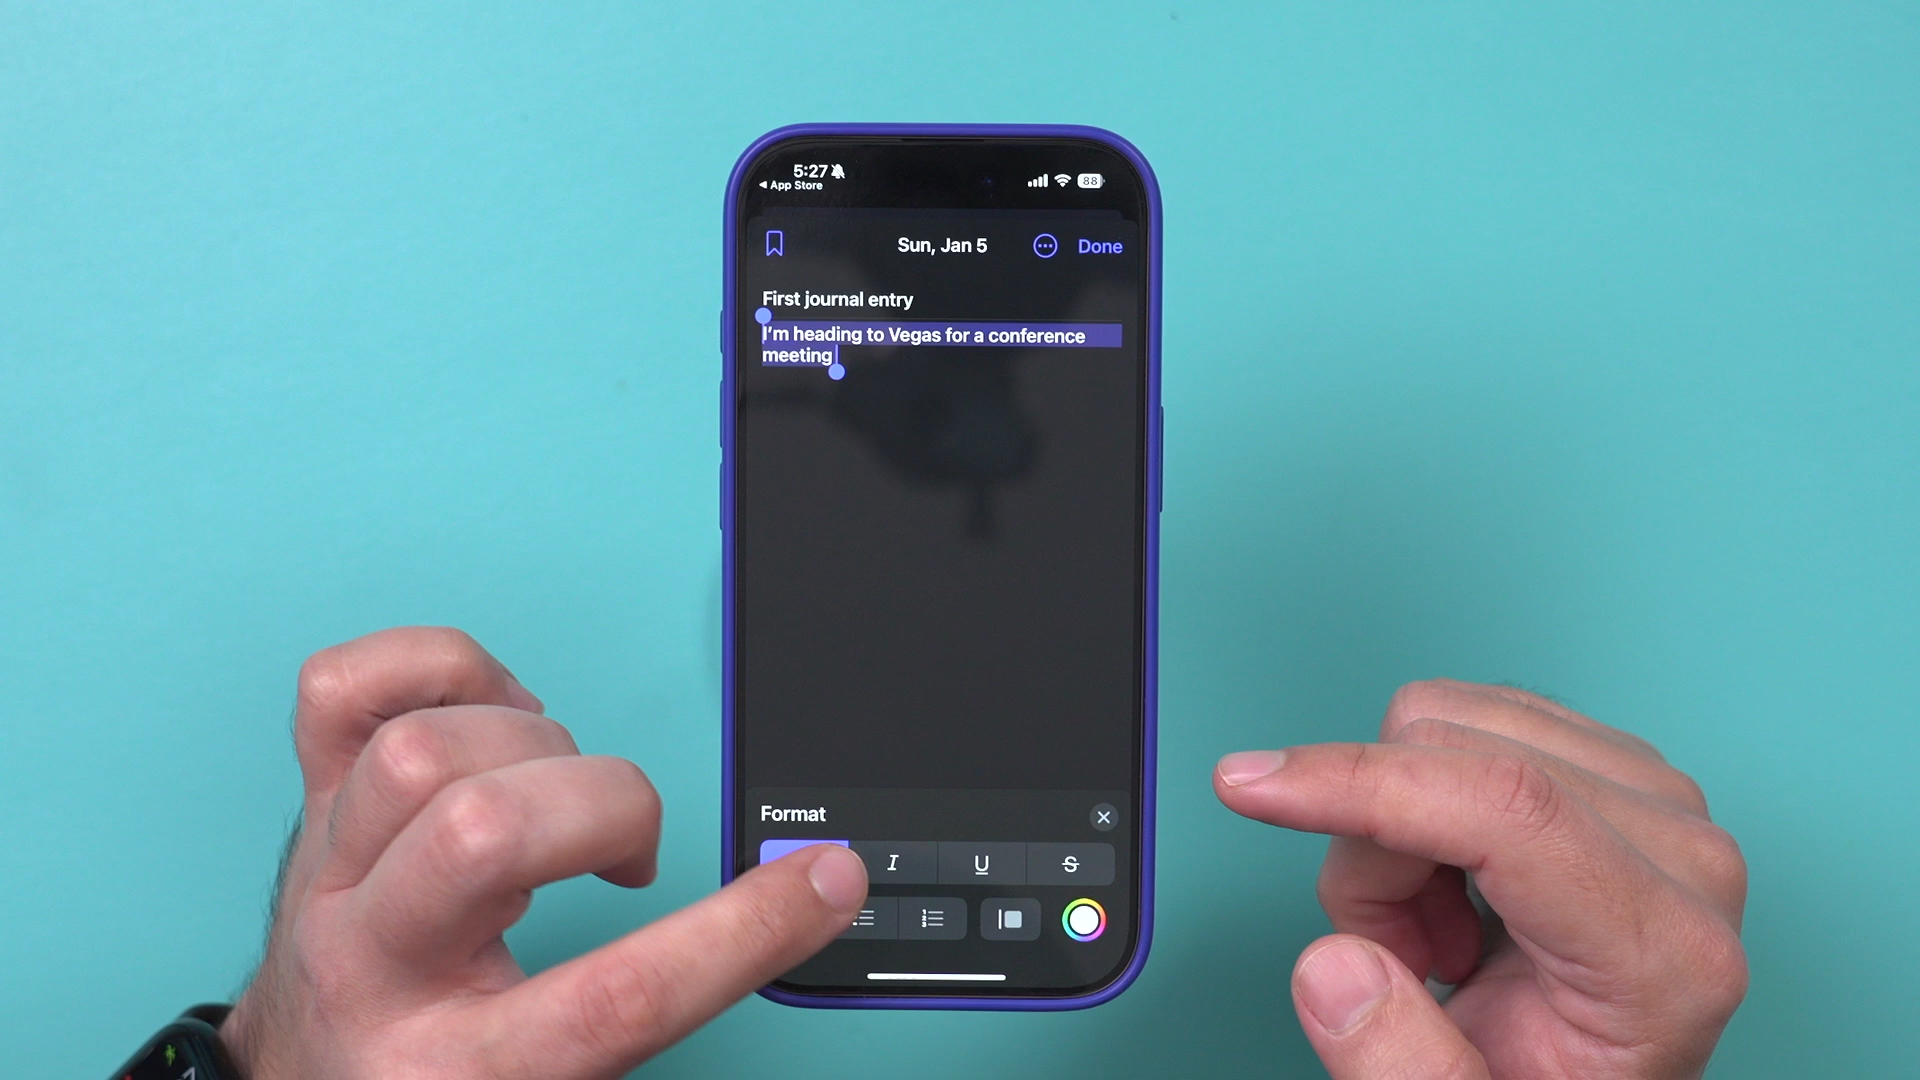 5:27
App Store
88
Sun, Jan 5
Done
First journal entry
I'm heading to Vegas for a conference
meeting
Format
I
U
S